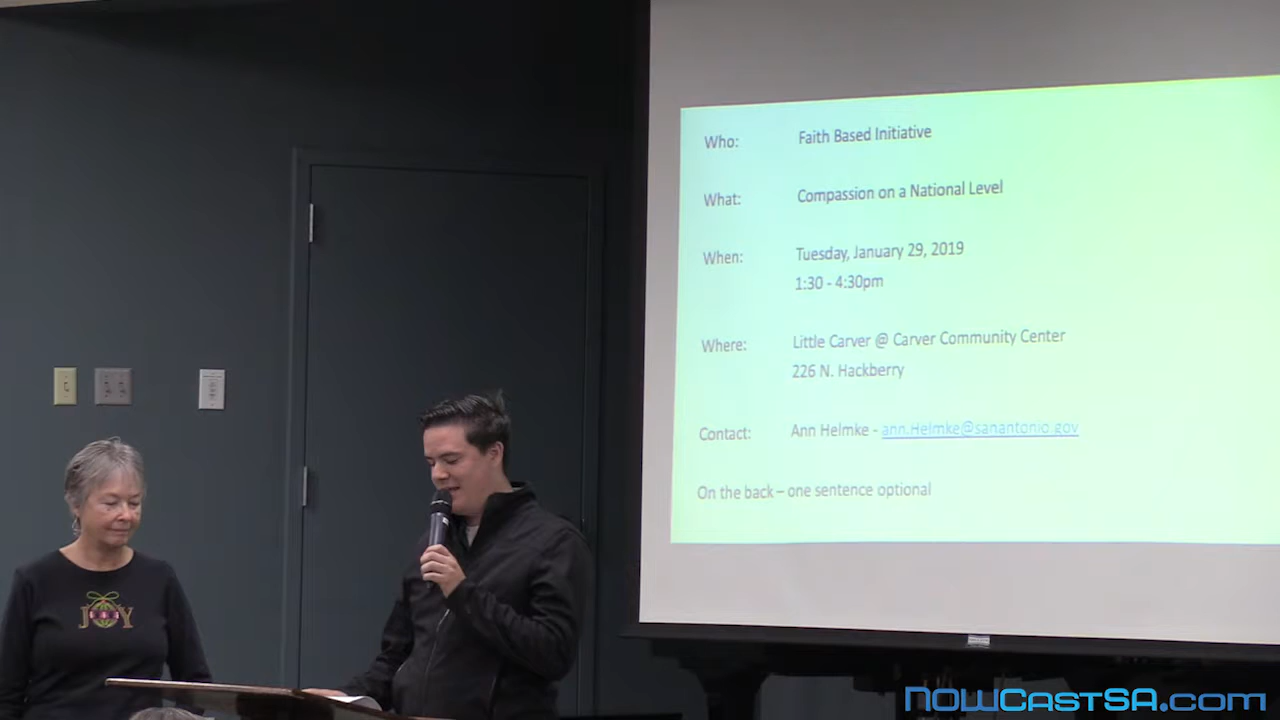 Who: Faith Based Initiative
What: Compassion on a National Level
When: Tuesday, January 29, 2019
1:30 - 4:30pm
Where: Little Carver @ Carver Community Center
226 N. Hackberry
Contact: Ann Helmke - ann.Helmke@sanantonio.gov
On the back – one sentence optional
JOY
NOWCASTSA.com